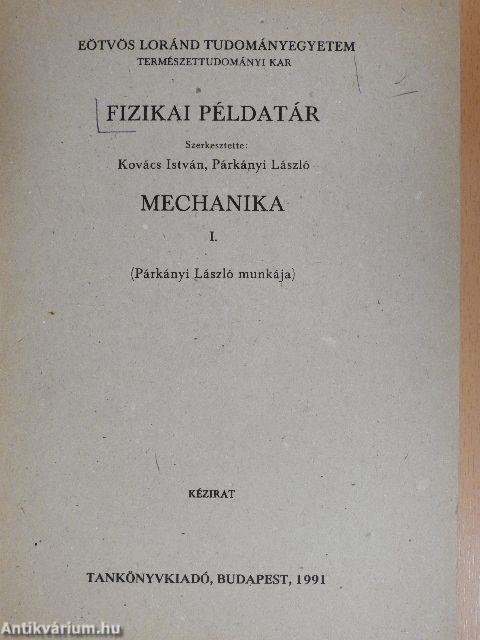 EÖTVÖS LORÁND TUDOMÁNYEGYETEM
TERMÉSZETTUDOMÁNYI KAR
FIZIKAI PÉLDATÁR
Szerkesztette:
Kovács István, Párkányi László
MECHANIKA
I.
(Párkányi László munkája)
KÉZIRAT
TANKÖNYVKIADÓ, BUDAPEST, 1991
Antikvárium.hu